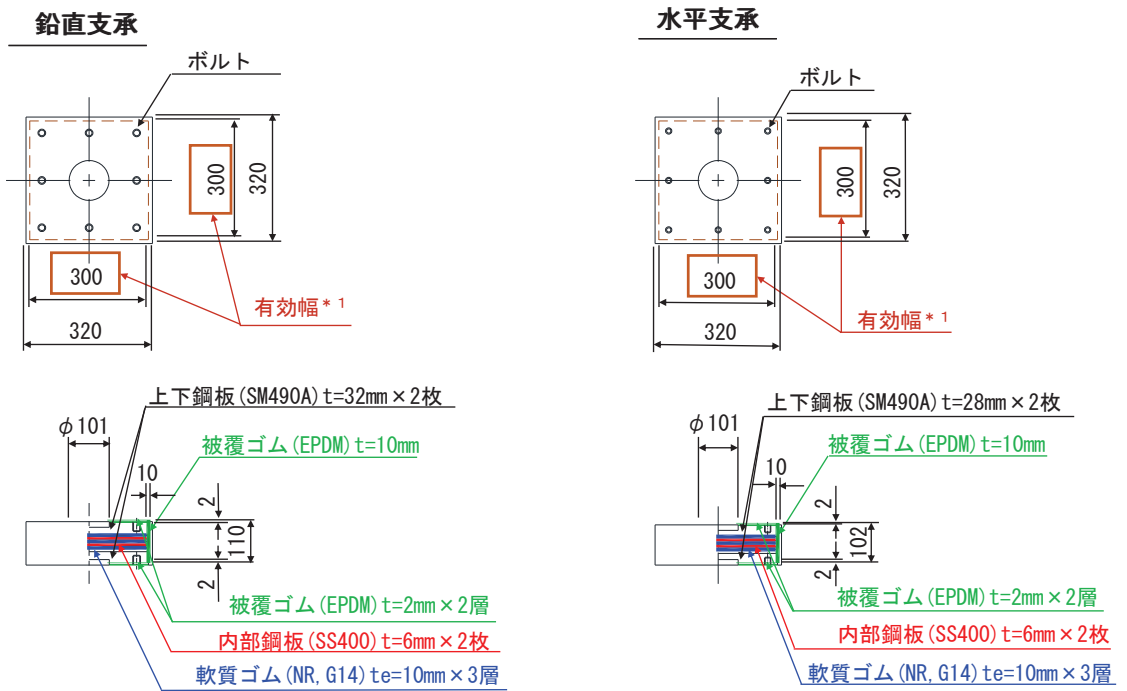 鉛直支承
ボルト
300
320
300
320
有効幅*1
上下鋼板(SM490A)t=32mm×2枚
φ101
被覆ゴム(EPDM)t=10mm
10
2
110
2
被覆ゴム(EPDM)t=2mm×2層
内部鋼板(SS400)t=6mm×2枚
軟質ゴム(NR,G14)te=10mm×3層
水平支承
ボルト
300
320
300
320
有効幅*1
上下鋼板(SM490A)t=28mm×2枚
φ101
被覆ゴム(EPDM)t=10mm
10
2
102
2
被覆ゴム(EPDM)t=2mm×2層
内部鋼板(SS400)t=6mm×2枚
軟質ゴム(NR,G14)te=10mm×3層